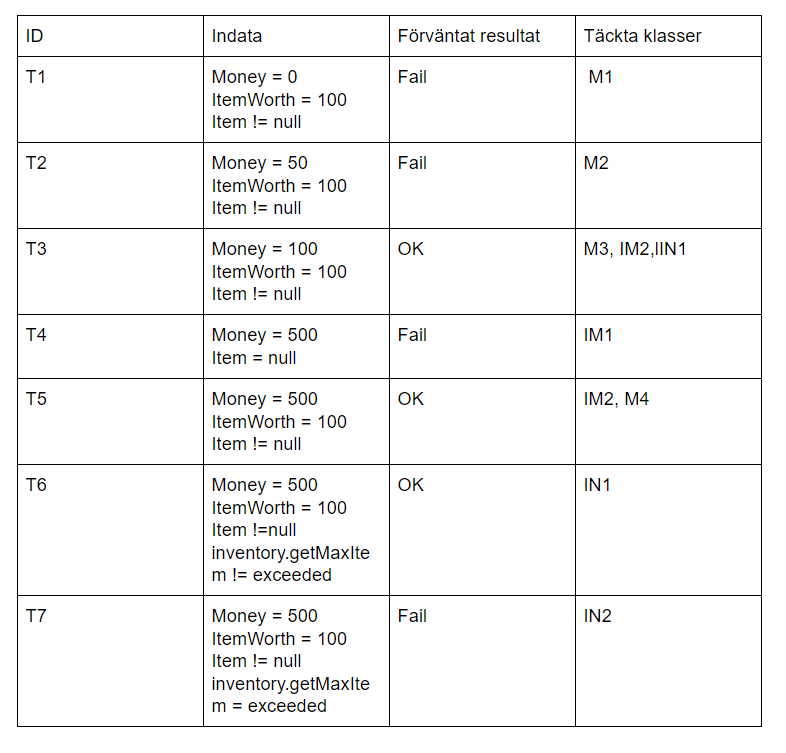 ID
Indata
Förväntat resultat
Täckta klasser
T1
Money = 0
ItemWorth = 100
Item != null
Fail
M1
T2
Money = 50
ItemWorth = 100
Item != null
Fail
M2
T3
Money = 100
ItemWorth = 100
Item != null
OK
M3, IM2,IIN1
T4
Money = 500
Item = null
Fail
IM1
T5
Money = 500
ItemWorth = 100
Item != null
OK
IM2, M4
T6
Money = 500
ItemWorth = 100
Item !=null
inventory.getMaxIte
m != exceeded
OK
IN1
T7
Money = 500
ItemWorth = 100
Item != null
inventory.getMaxIte
m = exceeded
Fail
IN2